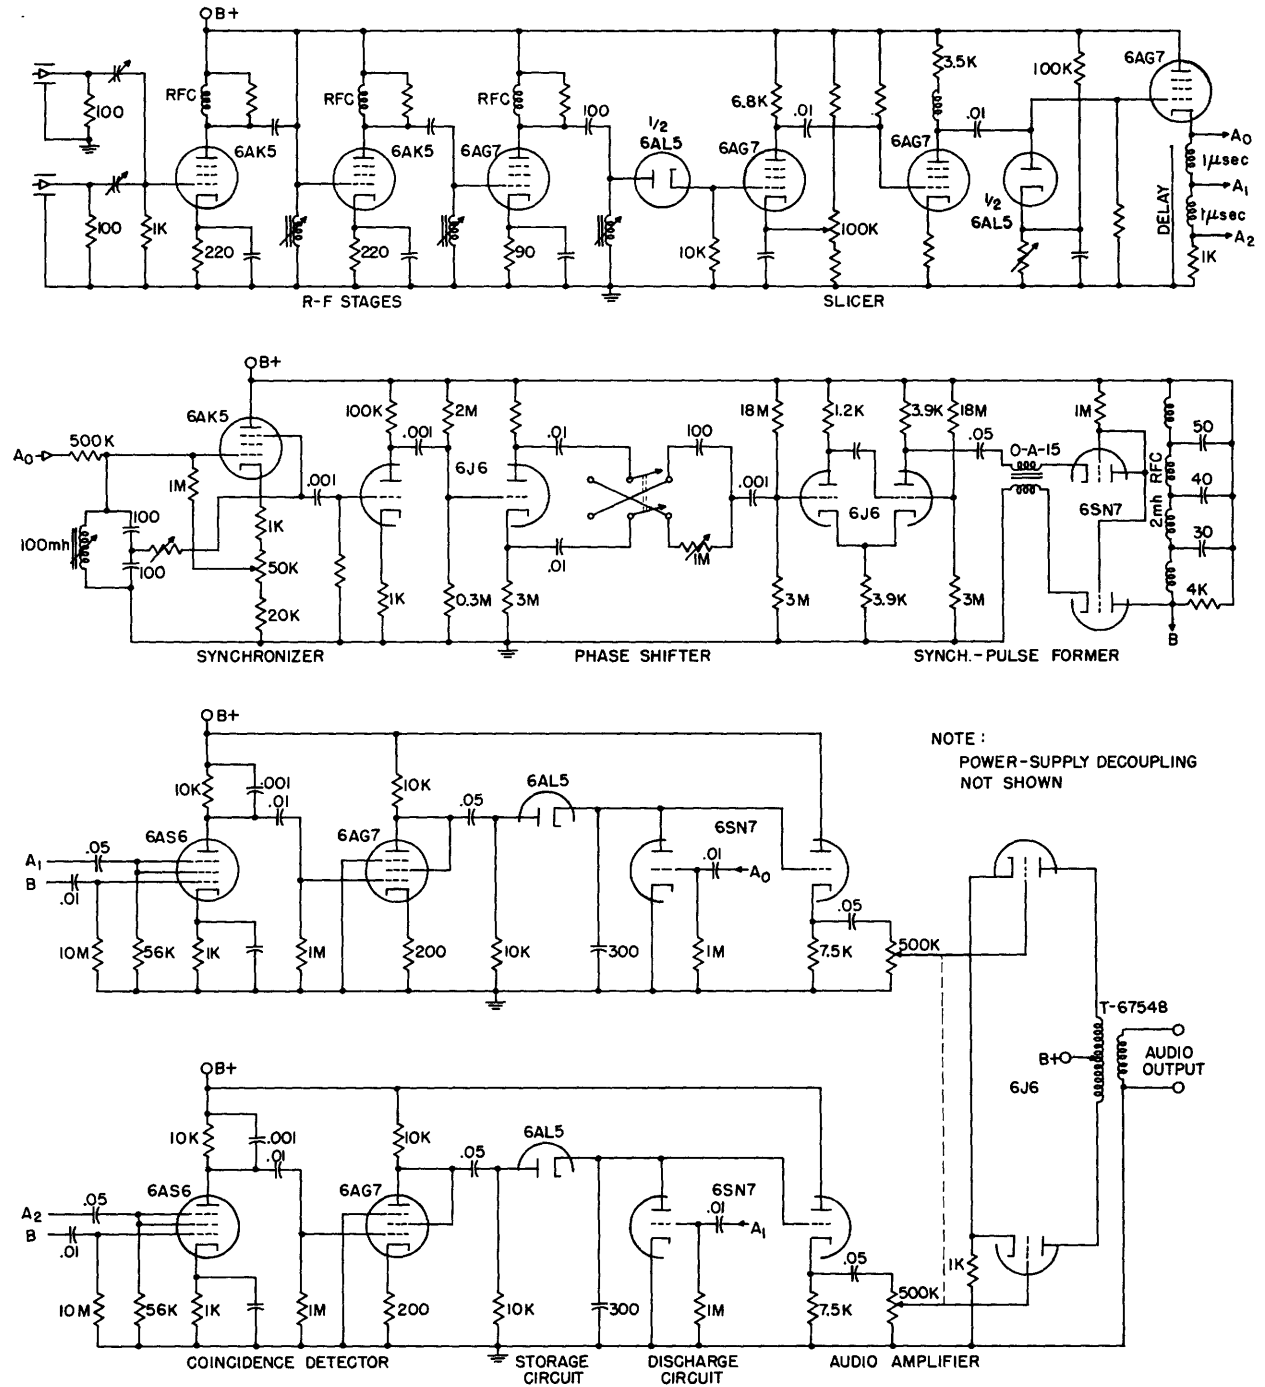 B+
RFC
RFC
RFC
100
6AK5
6AK5
6AG7
100
1/2
6AL5
6.8K
.01
6AG7
3.5K
6AG7
.01
100K
6AG7
A0
1μsec
A1
1μsec
A2
DELAY
1K
1/2
6AL5
100
1K
220
220
90
10K
100K
R-F STAGES
SLICER
B+
6AK5
A0
500K
1M
.001
100K
.001
2M
6J6
.01
100
.001
18M
1.2K
3.9K
18M
.05
O-A-15
1M
50
40
30
2mh RFC
6SN7
100mh
100
100
1K
50K
20K
1K
0.3M
3M
.01
1M
3M
6J6
3.9K
3M
4K
B
SYNCHRONIZER
PHASE SHIFTER
SYNCH.-PULSE FORMER
B+
NOTE:
POWER-SUPPLY DECOUPLING
NOT SHOWN
10K
.001
.01
10K
.05
6AL5
6AS6
6AG7
6SN7
A1
.05
B
.01
.01
A0
10M
56K
1K
1M
200
10K
300
1M
7.5K
.05
500K
T-67548
B+
6J6
AUDIO
OUTPUT
B+
10K
.001
.01
10K
.05
6AL5
6AS6
6AG7
6SN7
A2
.05
B
.01
.01
A1
10M
56K
1K
1M
200
10K
300
1M
7.5K
.05
500K
1K
COINCIDENCE DETECTOR
STORAGE
CIRCUIT
DISCHARGE
CIRCUIT
AUDIO AMPLIFIER